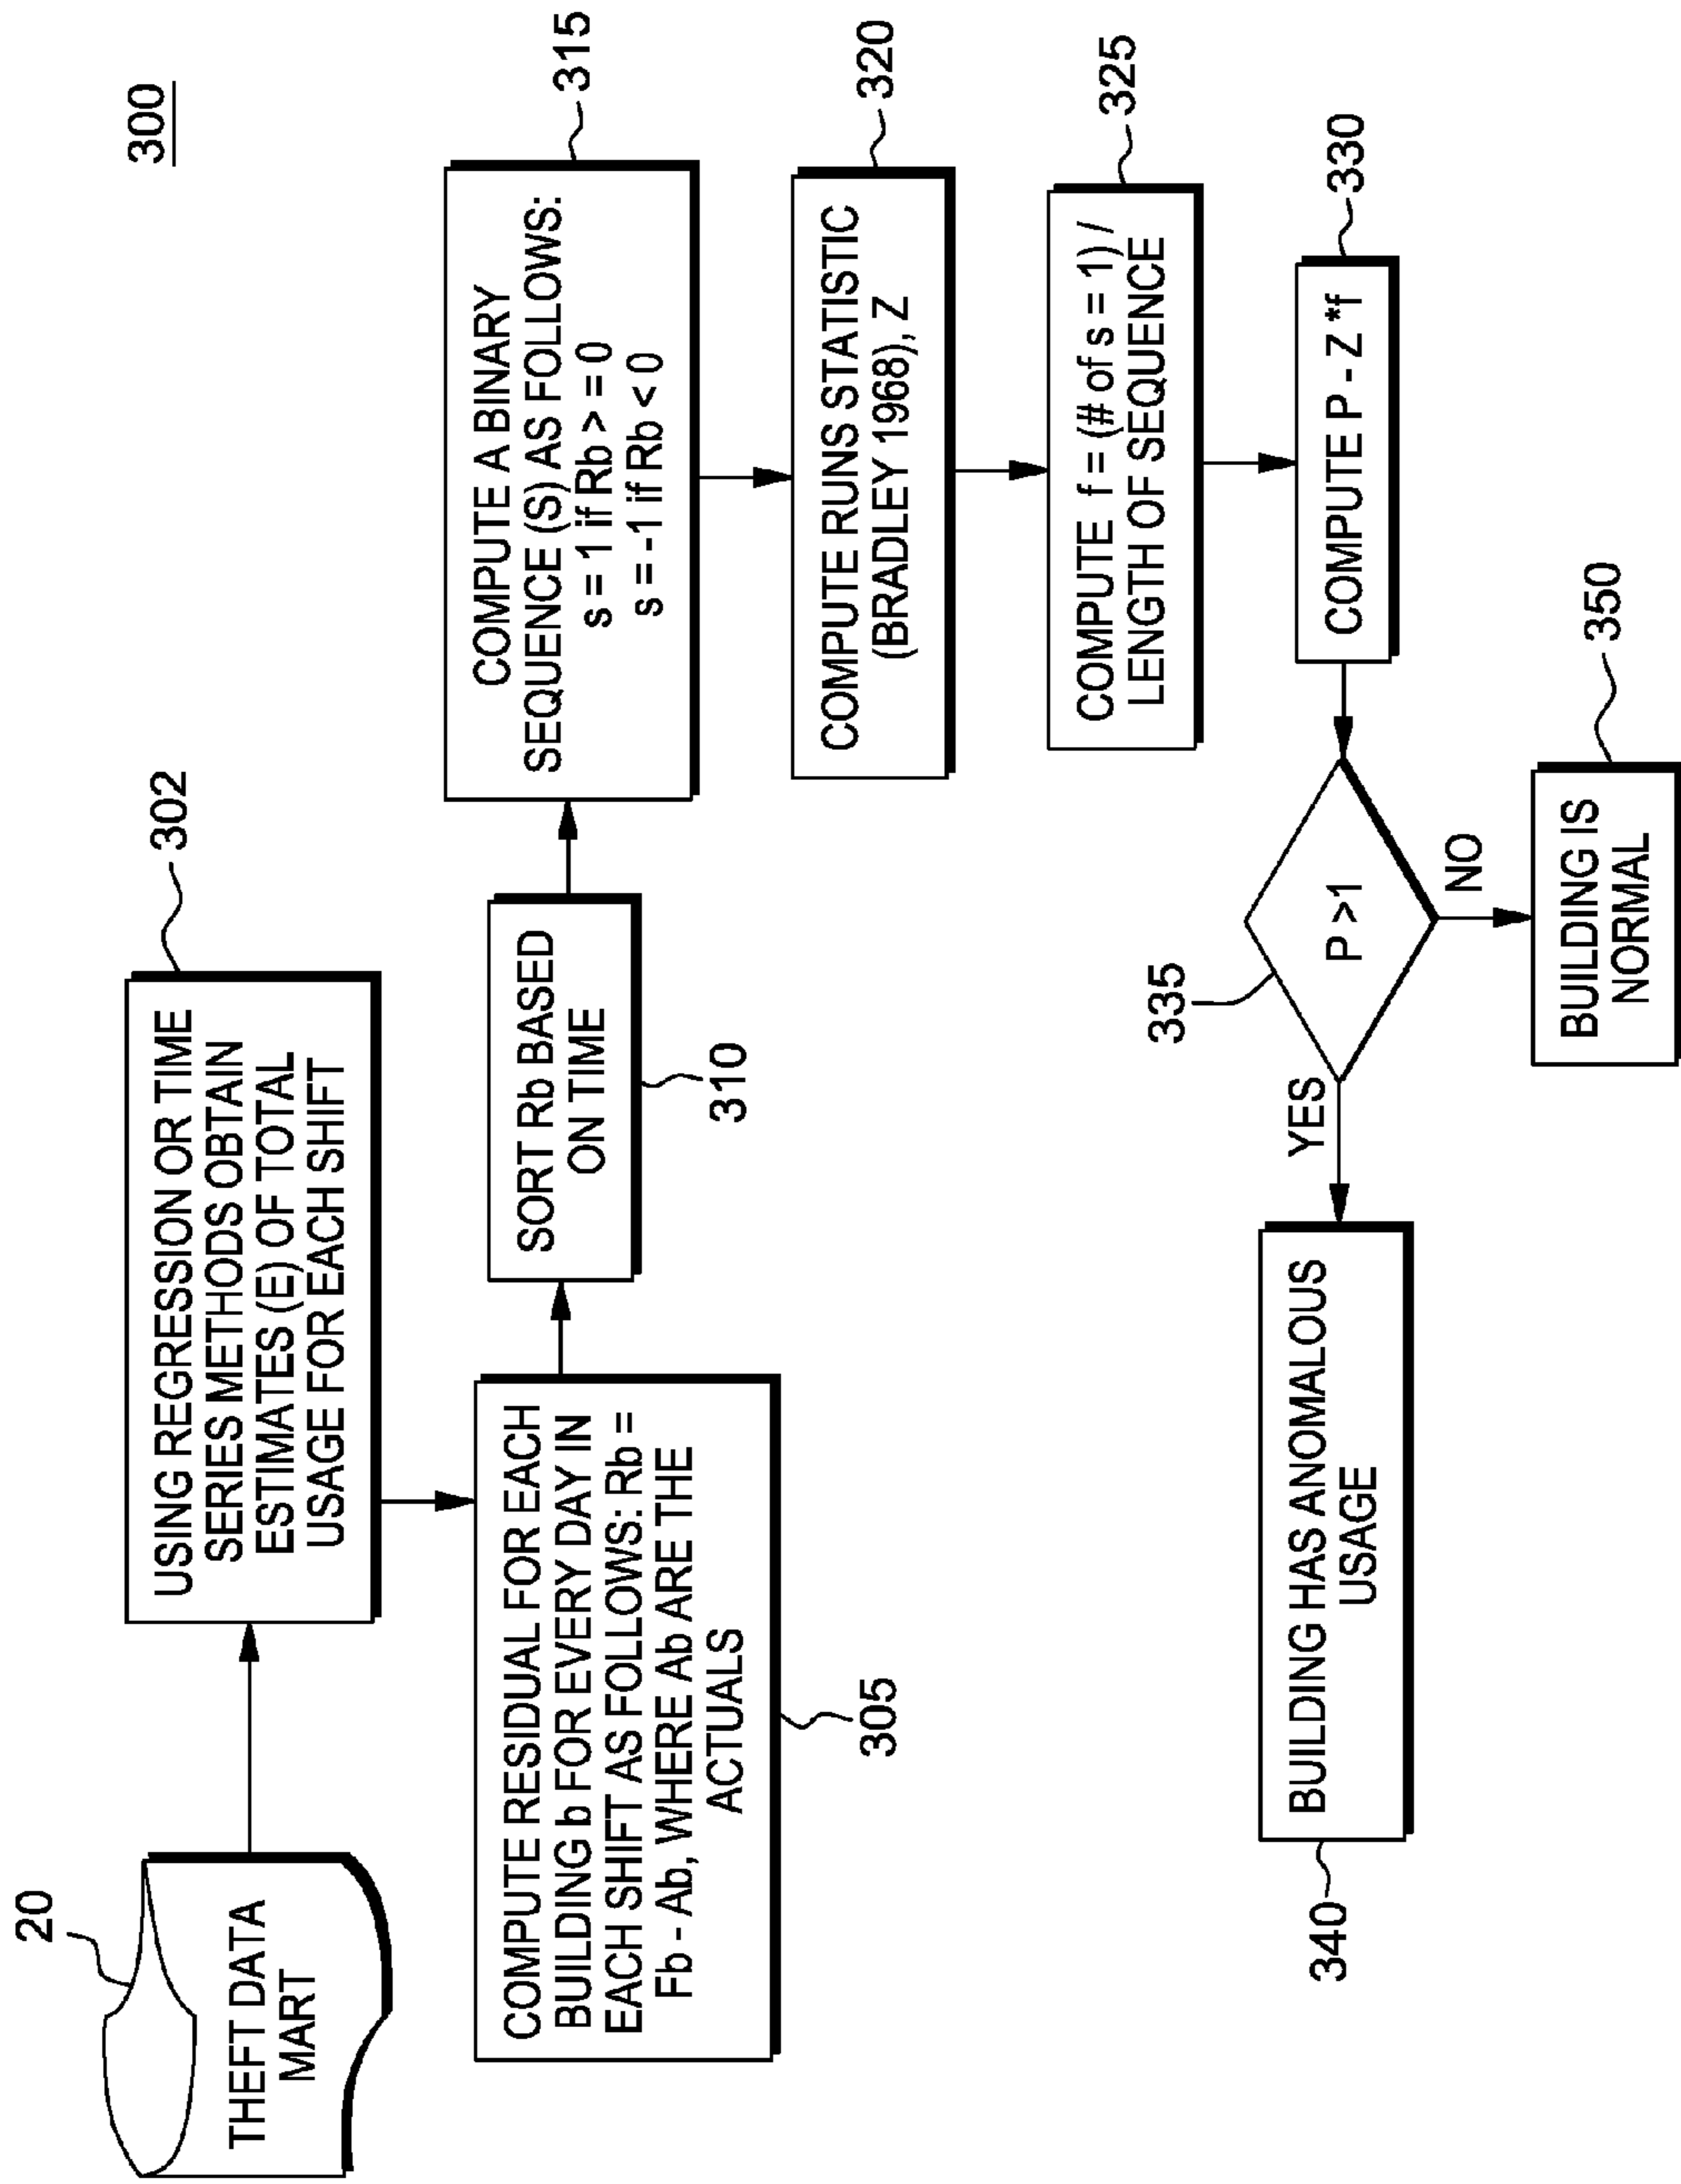 300
20
THEFT DATA
MART
302
USING REGRESSION OR TIME
SERIES METHODS OBTAIN
ESTIMATES (E) OF TOTAL
USAGE FOR EACH SHIFT
COMPUTE RESIDUAL FOR EACH
BUILDING b FOR EVERY DAY IN
EACH SHIFT AS FOLLOWS: Rb =
Fb - Ab, WHERE Ab ARE THE
ACTUALS
305
SORT Rb BASED
ON TIME
310
315
COMPUTE A BINARY
SEQUENCE (S) AS FOLLOWS:
s = 1 if Rb > = 0
s = -1 if Rb < 0
320
COMPUTE RUNS STATISTIC
(BRADLEY 1968), Z
325
COMPUTE f = (# of s = 1) /
LENGTH OF SEQUENCE
330
COMPUTE P - Z *f
335
P >1
YES
NO
340
BUILDING HAS ANOMALOUS
USAGE
350
BUILDING IS
NORMAL